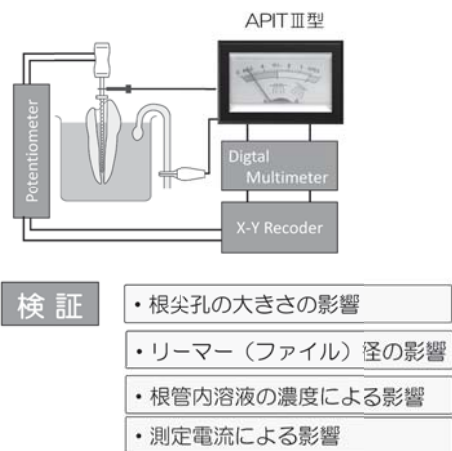 APITⅢ型
Potentiometer
Digtal
Multimeter
X-Y Recoder
検 証
・根尖孔の大きさの影響
・リーマー（ファイル）径の影響
・根管内溶液の濃度による影響
・測定電流による影響